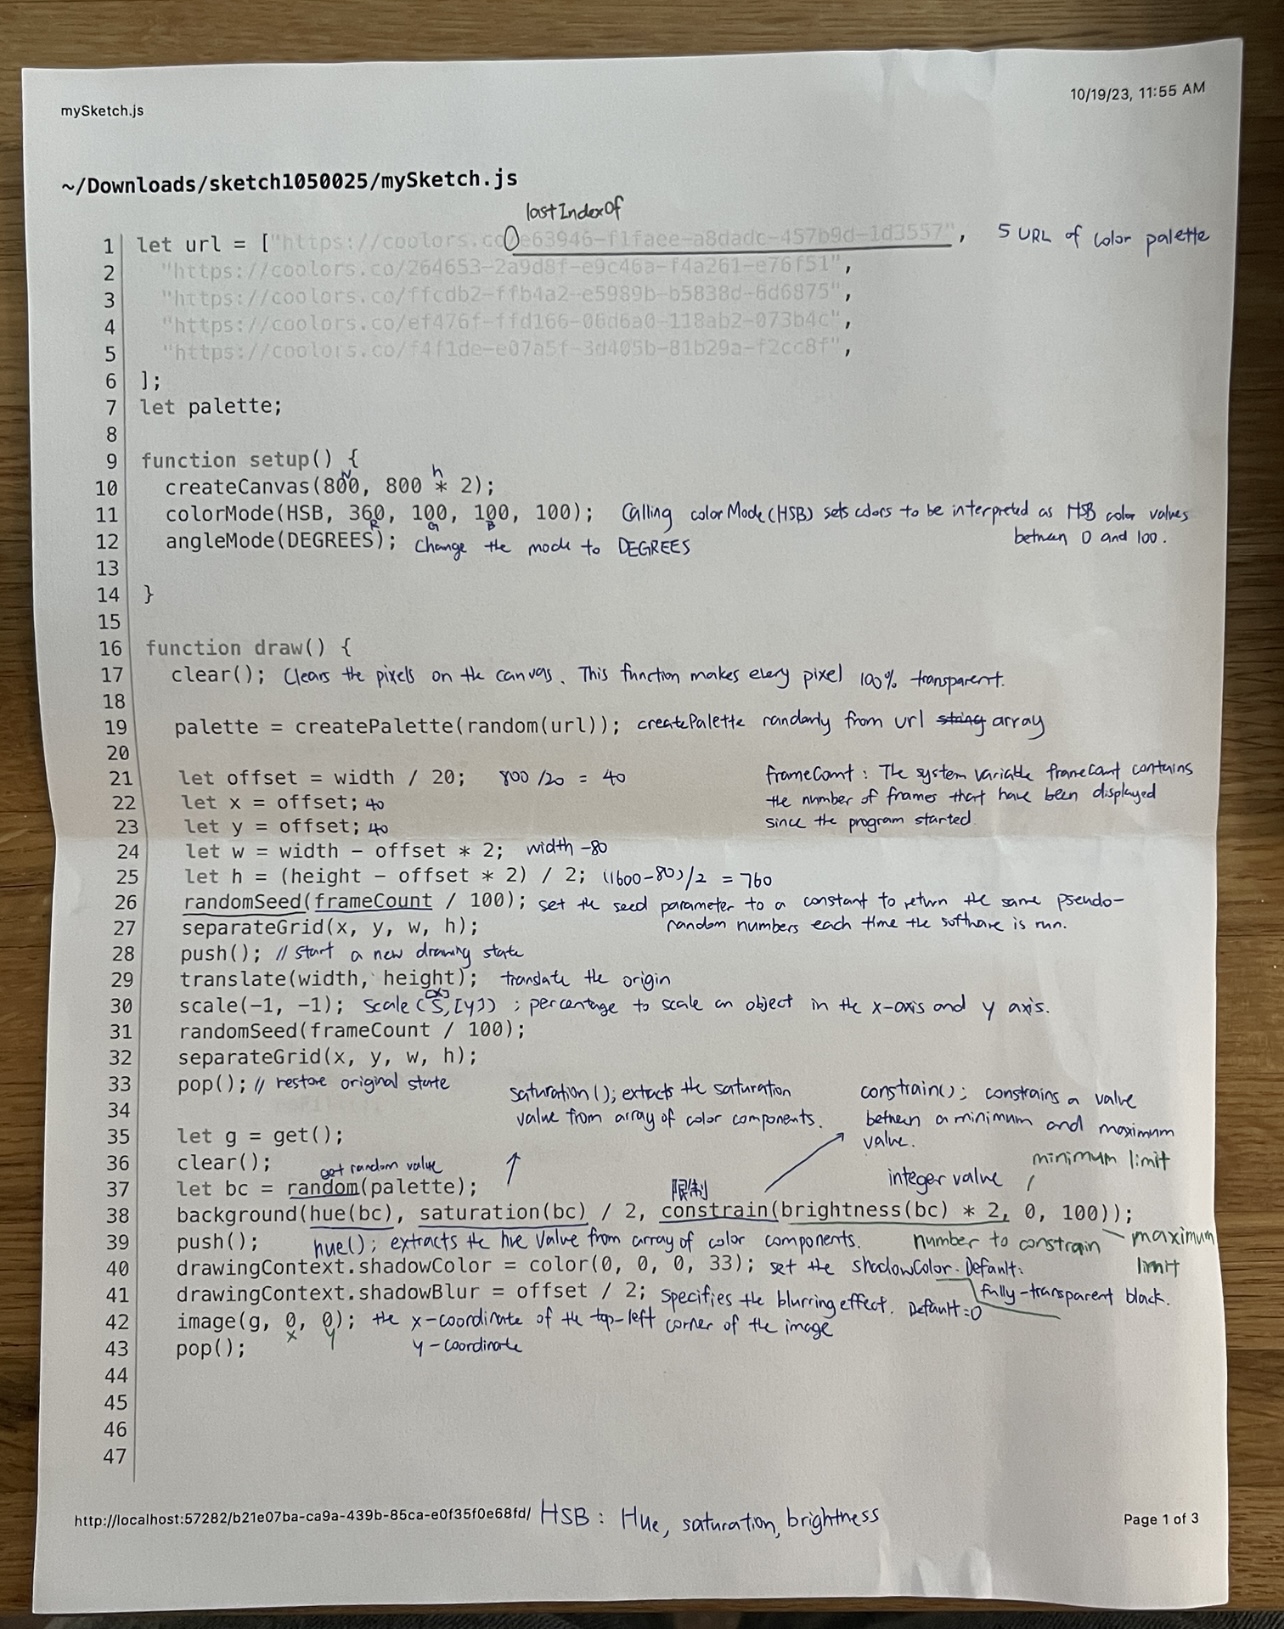 mySketch.js
10/19/23, 11:55 AM
~/Downloads/sketch1050025/mySketch.js
lastIndexOf
1 let url = ["https://coolors.co/e63946-f1faee-a8dadc-457b9d-1d3557", 5 URL of color palette
2 "https://coolors.co/264653-2a9d8f-e9c46a-f4a261-e76f51",
3 "https://coolors.co/ffcdb2-ffb4a2-e5989b-b5838d-6d6875",
4 "https://coolors.co/ef476f-ffd166-06d6a0-118ab2-073b4c",
5 "https://coolors.co/f4f1de-e07a5f-3d405b-81b29a-f2cc8f",
6 ];
7 let palette;
8
9 function setup() {
w h
10 createCanvas(800, 800 * 2);
11 colorMode(HSB, 360, 100, 100, 100); Calling colorMode(HSB) sets colors to be interpreted as HSB color values
R G B
between 0 and 100.
12 angleMode(DEGREES); Change the mode to DEGREES
13
14 }
15
16 function draw() {
17 clear(); Clears the pixels on the canvas. This function makes every pixel 100% transparent.
18
19 palette = createPalette(random(url)); createPalette randomly from url string array
20
21 let offset = width / 20; 800/20 = 40
frameCount : The system variable frameCount contains
the number of frames that have been displayed
since the program started
22 let x = offset; 40
23 let y = offset; 40
24 let w = width - offset * 2; width -80
25 let h = (height - offset * 2) / 2; (1600-80)/2 = 760
26 randomSeed(frameCount / 100); set the seed parameter to a constant to return the same pseudo-
random numbers each time the software is run.
27 separateGrid(x, y, w, h);
28 push(); // start a new drawing state
29 translate(width, height); translate the origin
30 scale(-1, -1); scale(s,[y]) ; percentage to scale an object in the x-axis and y axis.
31 randomSeed(frameCount / 100);
32 separateGrid(x, y, w, h);
33 pop(); // restore original state
saturation(); extracts the saturation
value from array of color components.
constrain(); constrains a value
between a minimum and maximum
value.
34
35 let g = get();
36 clear();
get random value
minimum limit
37 let bc = random(palette);
限制
integer value
38 background(hue(bc), saturation(bc) / 2, constrain(brightness(bc) * 2, 0, 100));
39 push(); hue(); extracts the hue value from array of color components. number to constrain
maximum
limit
40 drawingContext.shadowColor = color(0, 0, 0, 33); set the shadowColor. Default:
fully-transparent black.
41 drawingContext.shadowBlur = offset / 2; specifies the blurring effect. Default=0
42 image(g, 0, 0); the x-coordinate of the top-left corner of the image
x y
43 pop(); y-coordinate
44
45
46
47
http://localhost:57282/b21e07ba-ca9a-439b-85ca-e0f35f0e68fd/ HSB : Hue, saturation, brightness
Page 1 of 3